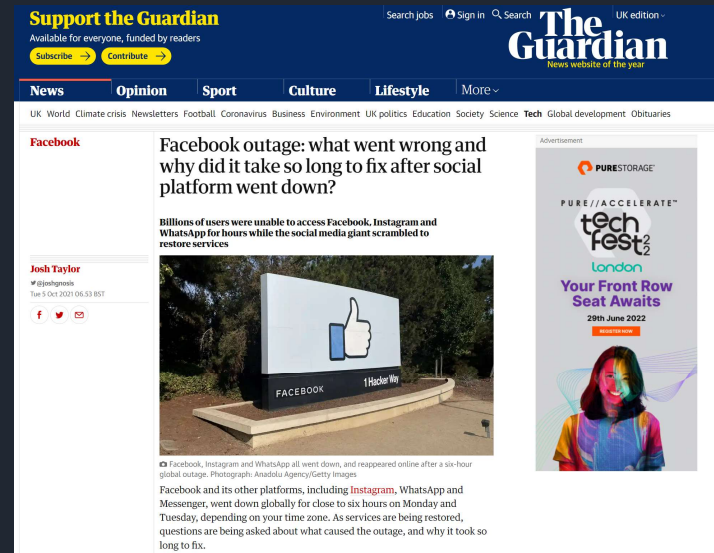 Support the Guardian
Available for everyone, funded by readers
Subscribe → Contribute →
Search jobs Sign in Search
UK edition
The
Guardian
News website of the year
News Opinion Sport Culture Lifestyle More
UK World Climate crisis Newsletters Football Coronavirus Business Environment UK politics Education Society Science Tech Global development Obituaries
Facebook
Facebook outage: what went wrong and
why did it take so long to fix after social
platform went down?
Billions of users were unable to access Facebook, Instagram and
WhatsApp for hours while the social media giant scrambled to
restore services
Josh Taylor
@joshgnosis
Tue 5 Oct 2021 06.53 BST
FACEBOOK
1 Hacker Way
Facebook, Instagram and WhatsApp all went down, and reappeared online after a six-hour
global outage. Photograph: Anadolu Agency/Getty Images
Facebook and its other platforms, including Instagram, WhatsApp and
Messenger, went down globally for close to six hours on Monday and
Tuesday, depending on your time zone. As services are being restored,
questions are being asked about what caused the outage, and why it took so
long to fix.
Advertisement
PURESTORAGE
PURE//ACCELERATE™
tech
fest22
London
Your Front Row
Seat Awaits
29th June 2022
REGISTER NOW